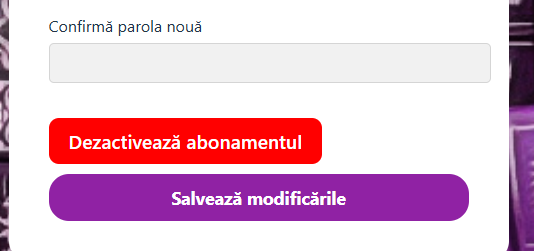 Confirmă parola nouă
Dezactivează abonamentul
Salvează modificările